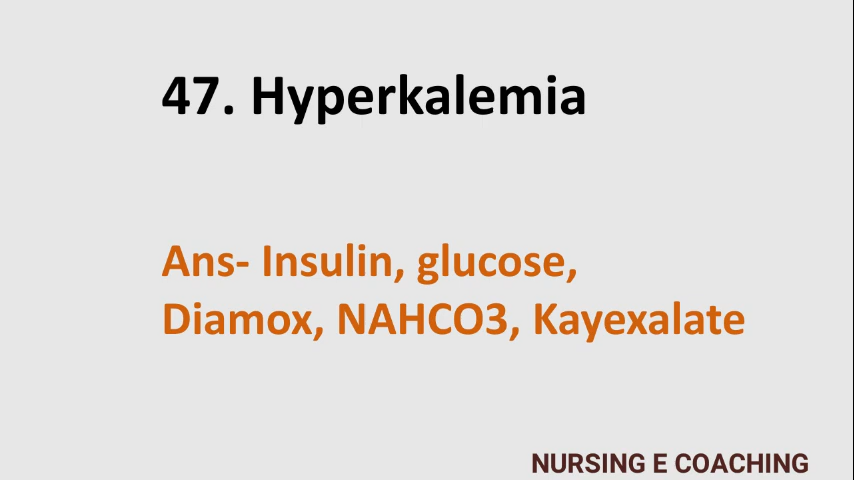 47. Hyperkalemia
Ans- Insulin, glucose,
Diamox, NAHCO3, Kayexalate
NURSING E COACHING